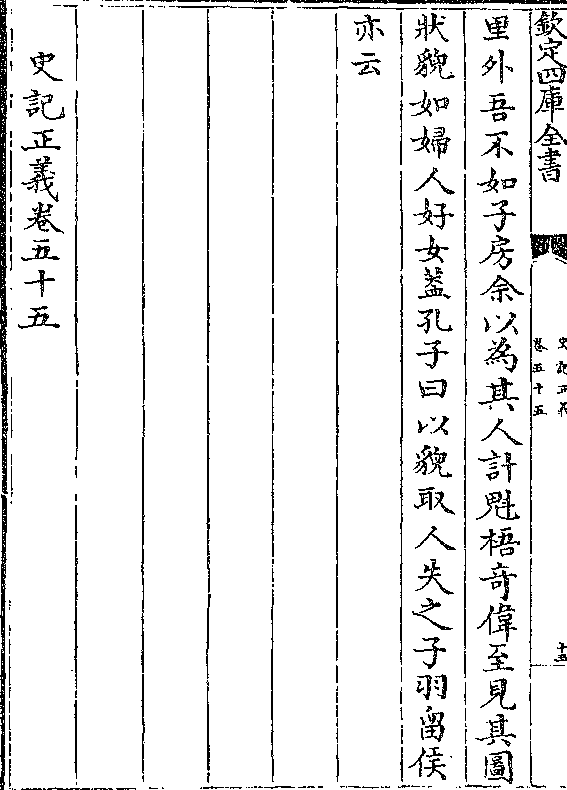 欽定四庫全書
史記正義
卷五十五
十五
里外吾不如子房余以為其人計魁梧奇偉至見其圖
狀貌如婦人好女葢孔子曰以貌取人失之子羽留侯
亦云
史記正義卷五十五